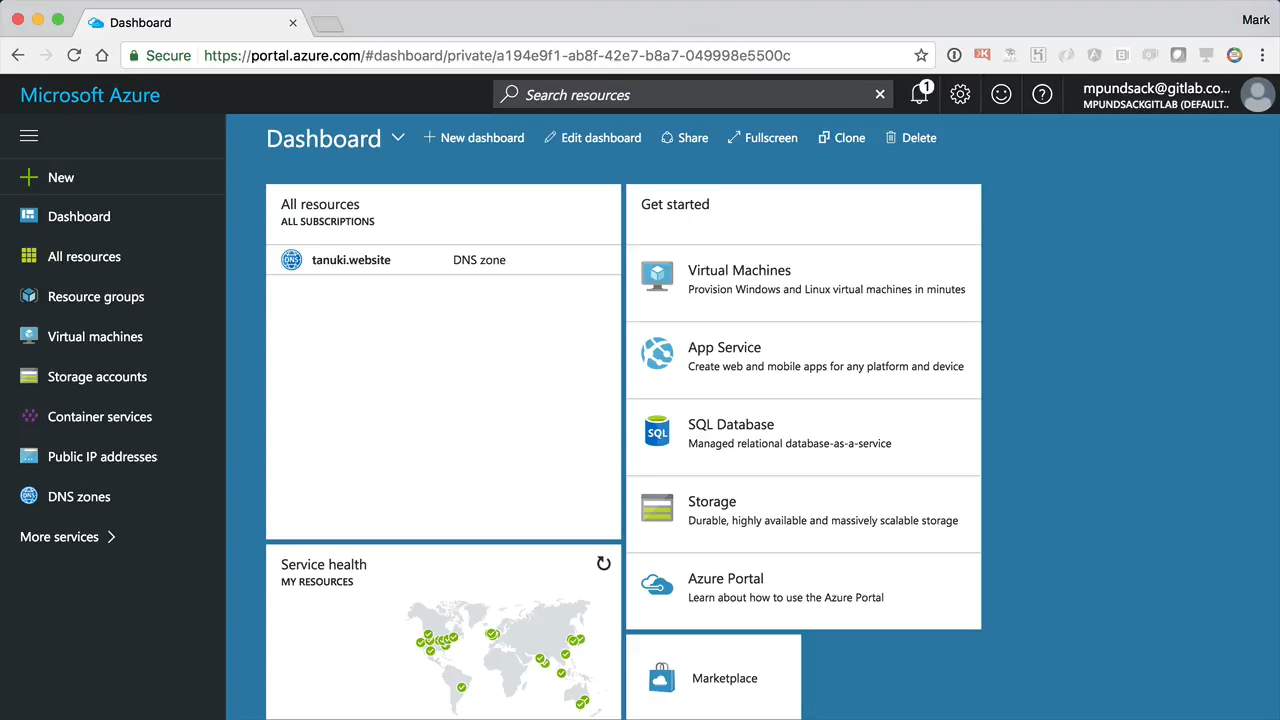 Dashboard
Mark
Secure
https://portal.azure.com/#dashboard/private/a194e9f1-ab8f-42e7-b8a7-049998e5500c
Microsoft Azure
Search resources
1
mpundsack@gitlab.co...
MPUNDSACKGITLAB (DEFAULT...
New
Dashboard
All resources
Resource groups
Virtual machines
Storage accounts
Container services
Public IP addresses
DNS
DNS zones
More services
Dashboard
New dashboard
Edit dashboard
Share
Fullscreen
Clone
Delete
All resources
ALL SUBSCRIPTIONS
DNS
tanuki.website
DNS zone
Service health
MY RESOURCES
Get started
Virtual Machines
Provision Windows and Linux virtual machines in minutes
App Service
Create web and mobile apps for any platform and device
SQL
SQL Database
Managed relational database-as-a-service
Storage
Durable, highly available and massively scalable storage
Azure Portal
Learn about how to use the Azure Portal
Marketplace